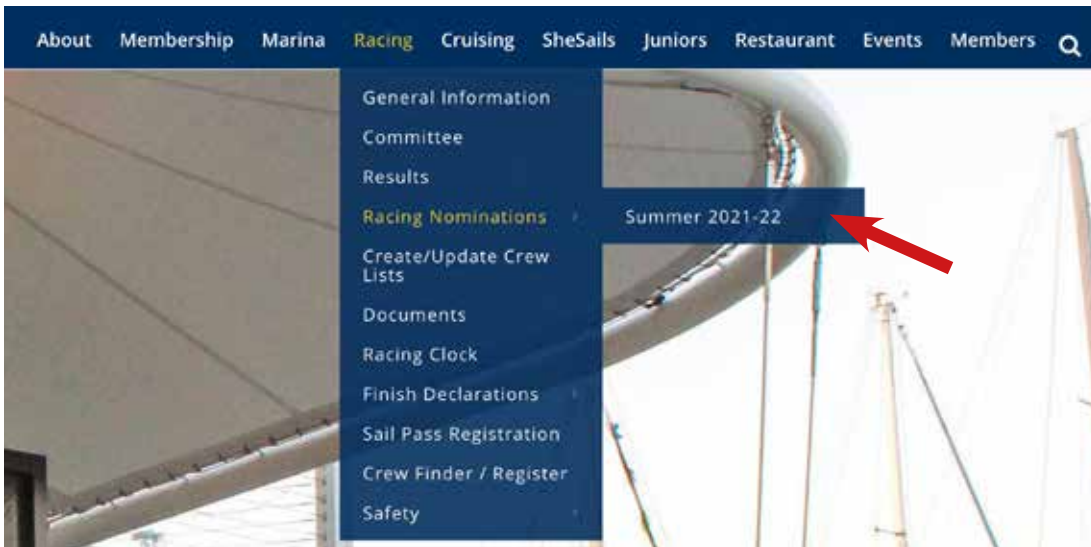 About Membership Marina Racing Cruising SheSails Juniors Restaurant Events Members
General Information
Committee
Results
Racing Nominations
Summer 2021-22
Create/Update Crew
Lists
Documents
Racing Clock
Finish Declarations
Sail Pass Registration
Crew Finder / Register
Safety